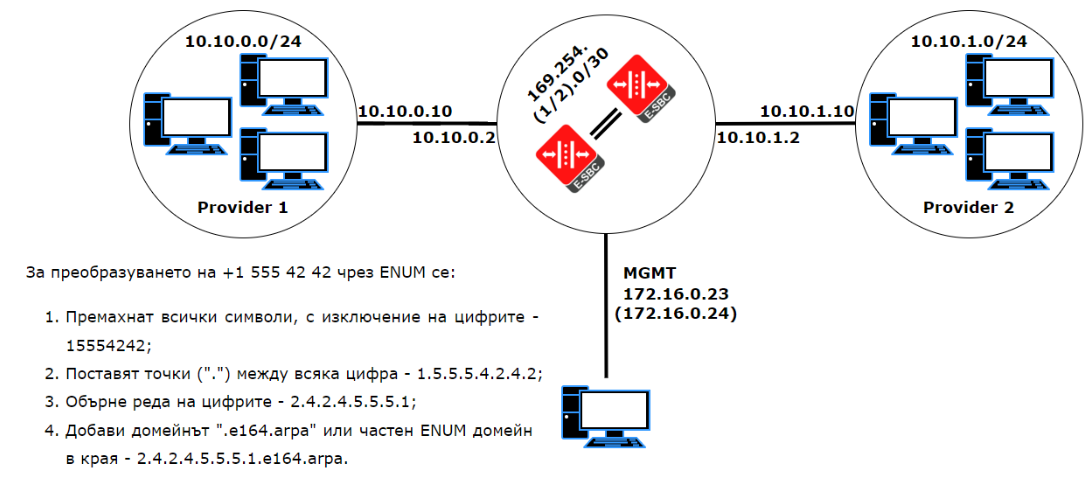 10.10.0.0/24
Provider 1
10.10.0.10
10.10.0.2
169.254.
(1/2).0/30
E-SBC
E-SBC
10.10.1.10
10.10.1.2
10.10.1.0/24
Provider 2
MGMT
172.16.0.23
(172.16.0.24)
За преобразуването на +1 555 42 42 чрез ENUM се:
1. Премахнат всички символи, с изключение на цифрите -
15554242;
2. Поставят точки (".") между всяка цифра - 1.5.5.5.4.2.4.2;
3. Обърне реда на цифрите - 2.4.2.4.5.5.5.1;
4. Добави домейнът ".e164.arpa" или частен ENUM домейн
в края - 2.4.2.4.5.5.5.1.e164.arpa.